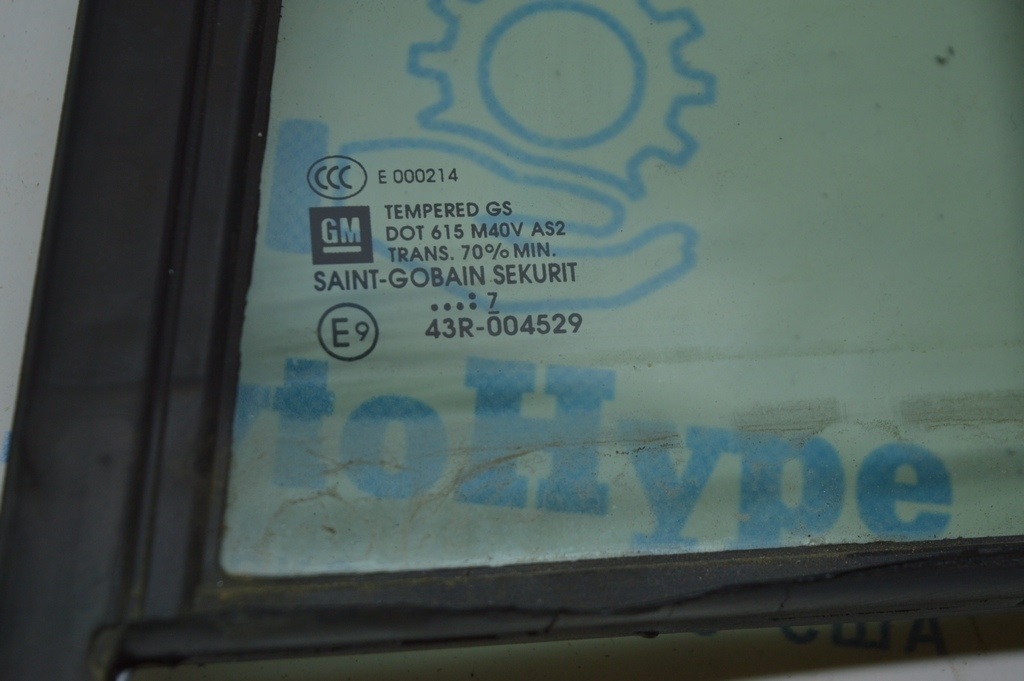 CCC E 000214
GM
TEMPERED GS
DOT 615 M40V AS2
TRANS. 70% MIN.
SAINT-GOBAIN SEKURIT
...: 7
E9 43R-004529
toHype
США